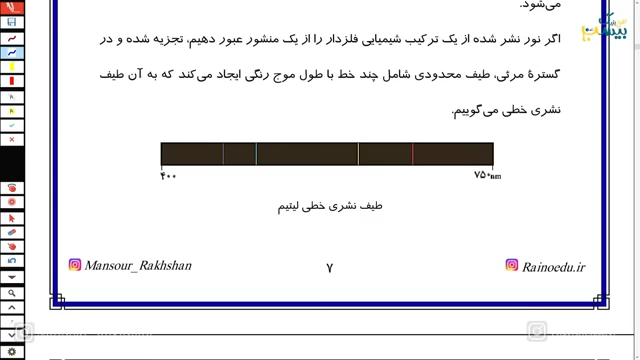 می‌شود.
اگر نور نشر شده از یک ترکیب شیمیایی فلزدار را از یک منشور عبور دهیم، تجزیه شده و در
گسترهٔ مرئی، طیف محدودی شامل چند خط با طول موج رنگی ایجاد می‌کند که به آن طیف
نشری خطی می‌گوییم.
۴۰۰
۷۵۰nm
طیف نشری خطی لیتیم
Mansour_Rakhshan
۷
Rainoedu.ir